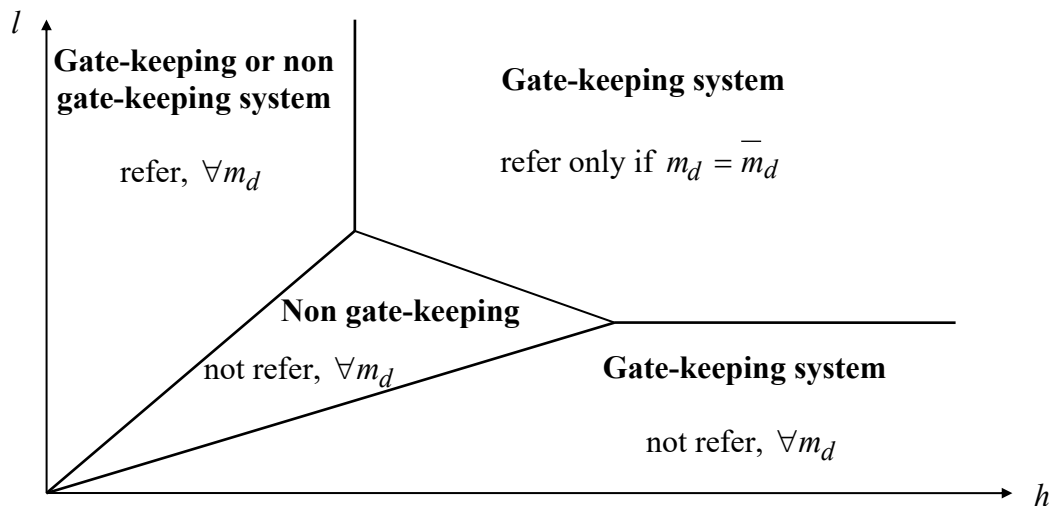 l
Gate-keeping or non
gate-keeping system
refer, ∀m_d
Gate-keeping system
refer only if m_d = m̅_d
Non gate-keeping
not refer, ∀m_d
Gate-keeping system
not refer, ∀m_d
h